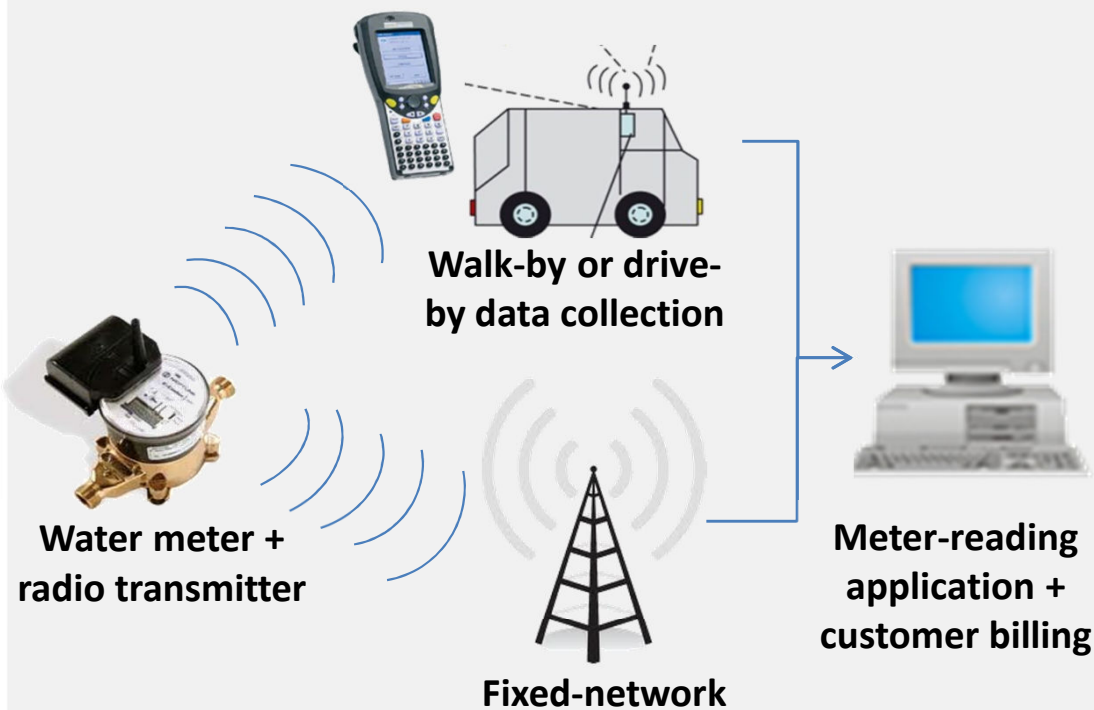 Walk-by or drive-
by data collection
Water meter +
radio transmitter
Meter-reading
application +
customer billing
Fixed-network